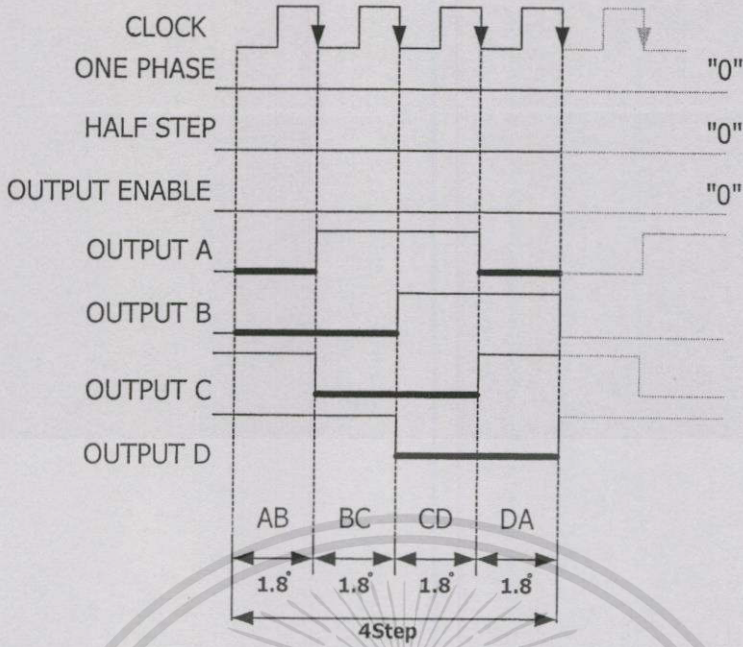 CLOCK
ONE PHASE "0"
HALF STEP "0"
OUTPUT ENABLE "0"
OUTPUT A
OUTPUT B
OUTPUT C
OUTPUT D
AB BC CD DA
1.8° 1.8° 1.8° 1.8°
4Step